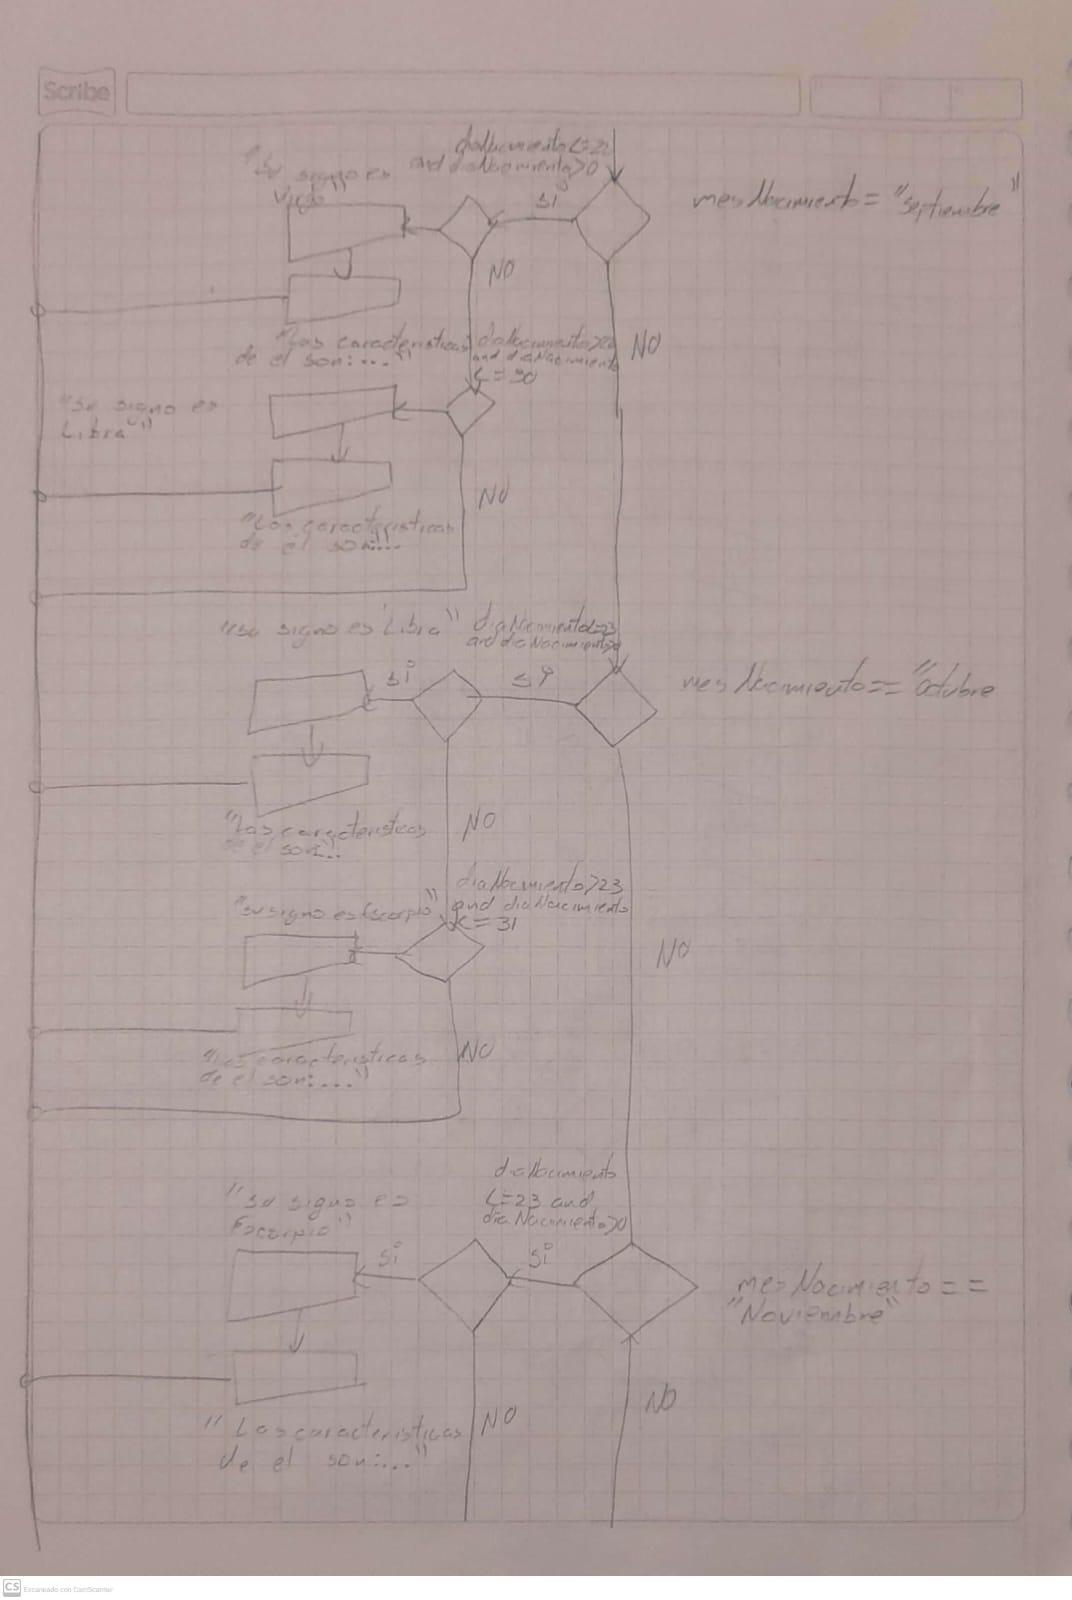 Scribe
diaNacimiento<=22
and diaNacimiento>0
"Su signo es
Virgo"
SI
mesNacimiento= "Septiembre"
NO
"Las caracteristicas
de el son:..."
diaNacimiento>22
and diaNacimiento
<=30
NO
"Su signo es
Libra"
NO
"Las caracteristicas
de el son:...
"su signo es Libra"
diaNacimiento<=23
and diaNacimiento>0
si
si
mesNacimiento== "Octubre
NO
"Las caracteristicas
de el son:..
diaNacimiento>23
and diaNacimiento
<=31
"su signo es Escorpio"
NO
NO
"Las caracteristicas
de el son:..."
diaNacimiento
<=23 and
diaNacimiento>0
"su signo es
Escorpio"
si
si
mesNacimiento==
"Noviembre"
NO
NO
"Las caracteristicas
de el son:..."
CS Escaneado con CamScanner